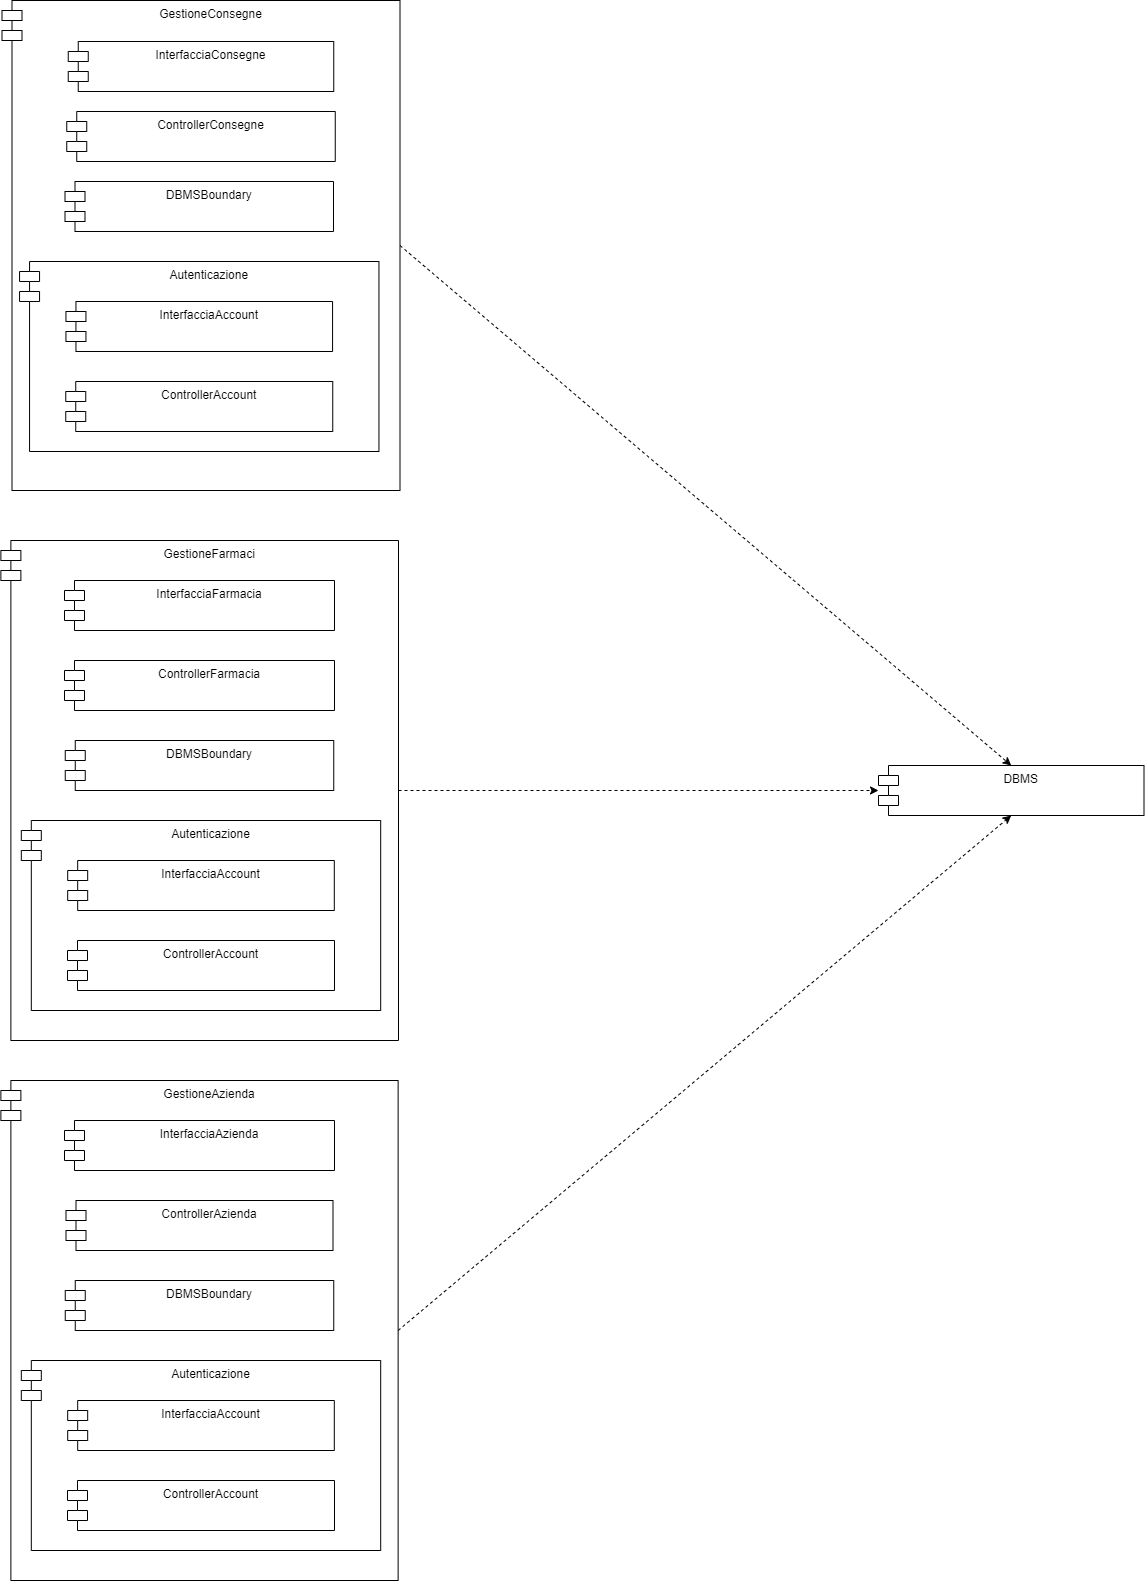 GestioneConsegne
InterfacciaConsegne
ControllerConsegne
DBMSBoundary
Autenticazione
InterfacciaAccount
ControllerAccount
GestioneFarmaci
InterfacciaFarmacia
ControllerFarmacia
DBMSBoundary
DBMS
Autenticazione
InterfacciaAccount
ControllerAccount
GestioneAzienda
InterfacciaAzienda
ControllerAzienda
DBMSBoundary
Autenticazione
InterfacciaAccount
ControllerAccount